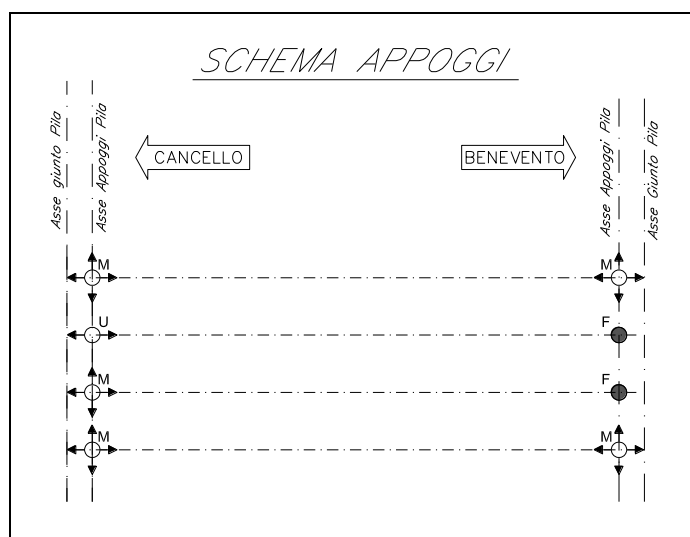 SCHEMA APPOGGI
Asse giunto Pila
Asse Appoggi Pila
CANCELLO
BENEVENTO
Asse Appoggi Pila
Asse Giunto Pila
M
M
U
F
M
F
M
M